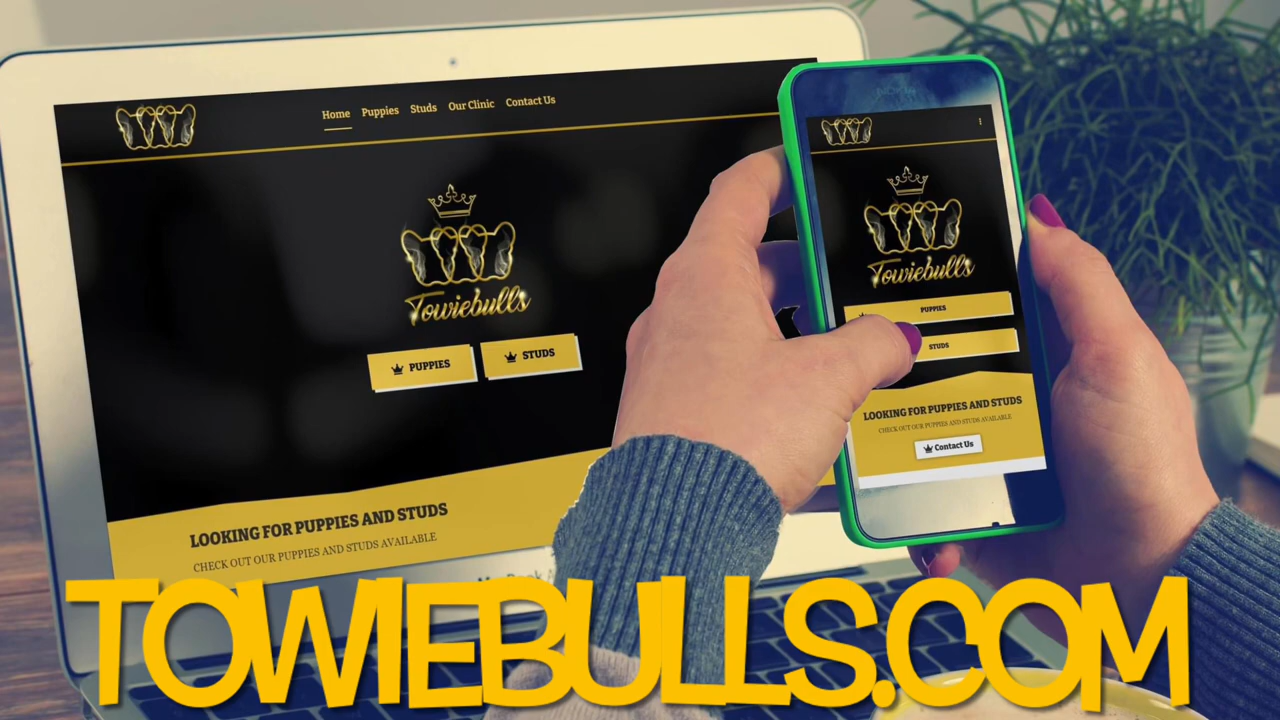 Home Puppies Studs Our Clinic Contact Us
Towiebulls
PUPPIES STUDS
LOOKING FOR PUPPIES AND STUDS
CHECK OUT OUR PUPPIES AND STUDS AVAILABLE
Towiebulls
PUPPIES
STUDS
LOOKING FOR PUPPIES AND STUDS
CHECK OUT OUR PUPPIES AND STUDS AVAILABLE
Contact Us
TOWIEBULLS.COM